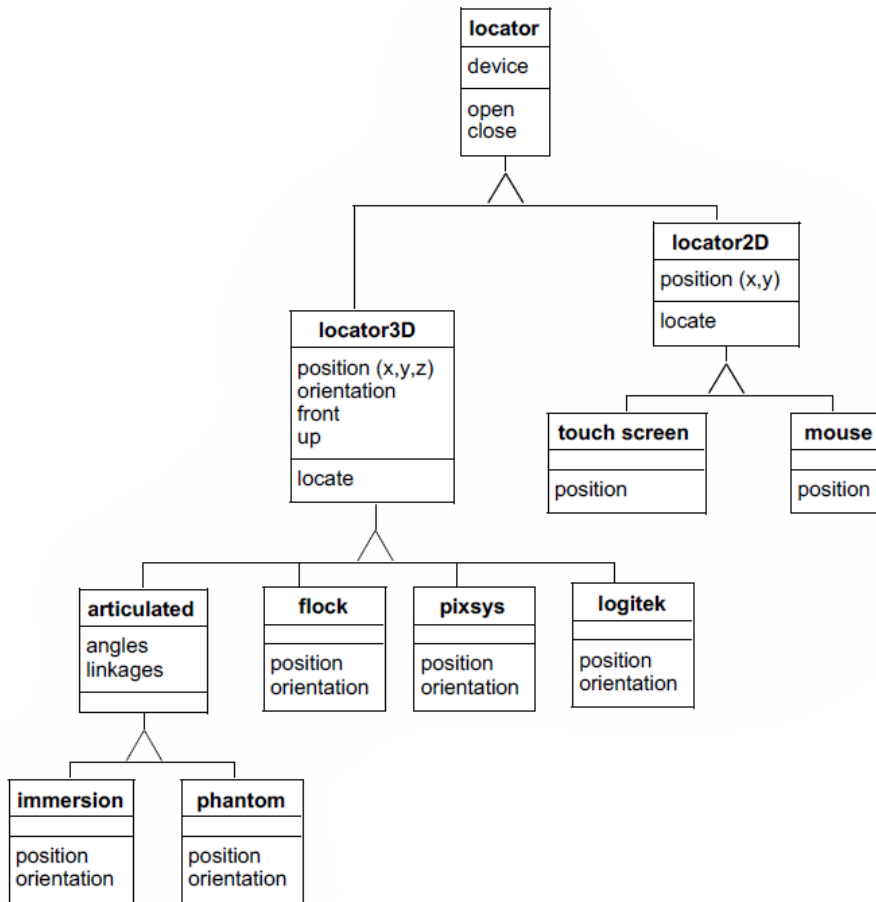 locator
device
open
close
locator2D
position (x,y)
locate
locator3D
position (x,y,z)
orientation
front
up
locate
touch screen
position
mouse
position
articulated
angles
linkages
flock
position
orientation
pixsys
position
orientation
logitek
position
orientation
immersion
position
orientation
phantom
position
orientation